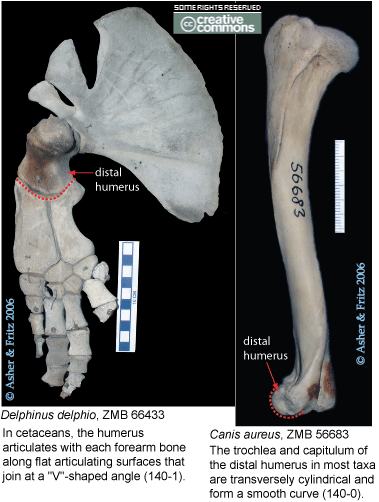 SOME RIGHTS RESERVED
cc creative
commons
distal
humerus
10 CM
© Asher & Fritz 2006
Delphinus delphio, ZMB 66433
In cetaceans, the humerus
articulates with each forearm bone
along flat articulating surfaces that
join at a "V"-shaped angle (140-1).
56683
distal
humerus
© Asher & Fritz 2006
Canis aureus, ZMB 56683
The trochlea and capitulum of
the distal humerus in most taxa
are transversely cylindrical and
form a smooth curve (140-0).